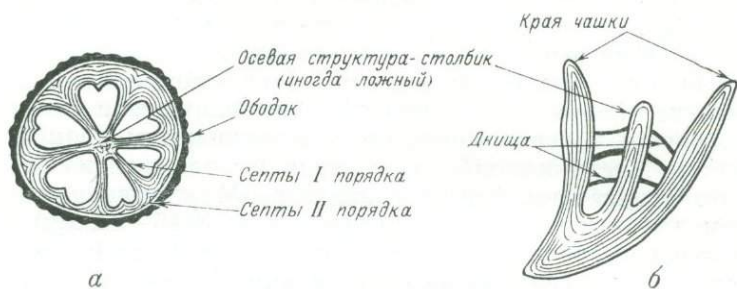 Края чашки
Осевая структура-столбик
(иногда ложный)
Ободок
Днища
Септы I порядка
Септы II порядка
а
б